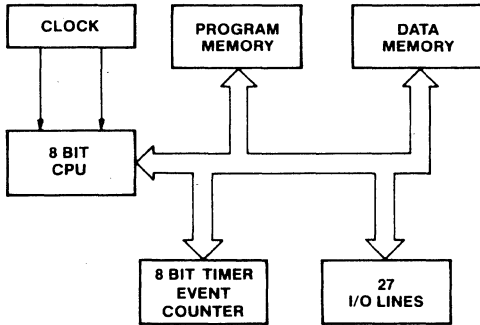 CLOCK
PROGRAM
MEMORY
DATA
MEMORY
8 BIT
CPU
8 BIT TIMER
EVENT
COUNTER
27
I/O LINES